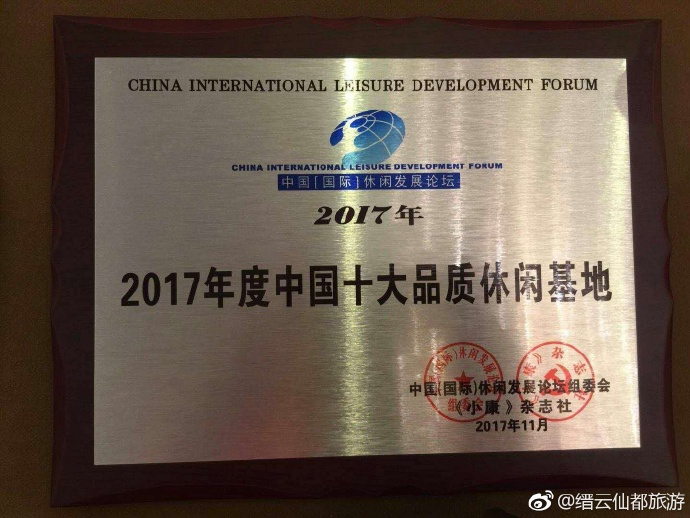 CHINA INTERNATIONAL LEISURE DEVELOPMENT FORUM
CHINA INTERNATIONAL LEISURE DEVELOPMENT FORUM
中国[国际]休闲发展论坛
2017年
2017年度中国十大品质休闲基地
中国(国际)休闲发展论坛组委会
《小康》杂志社
2017年11月
@缙云仙都旅游